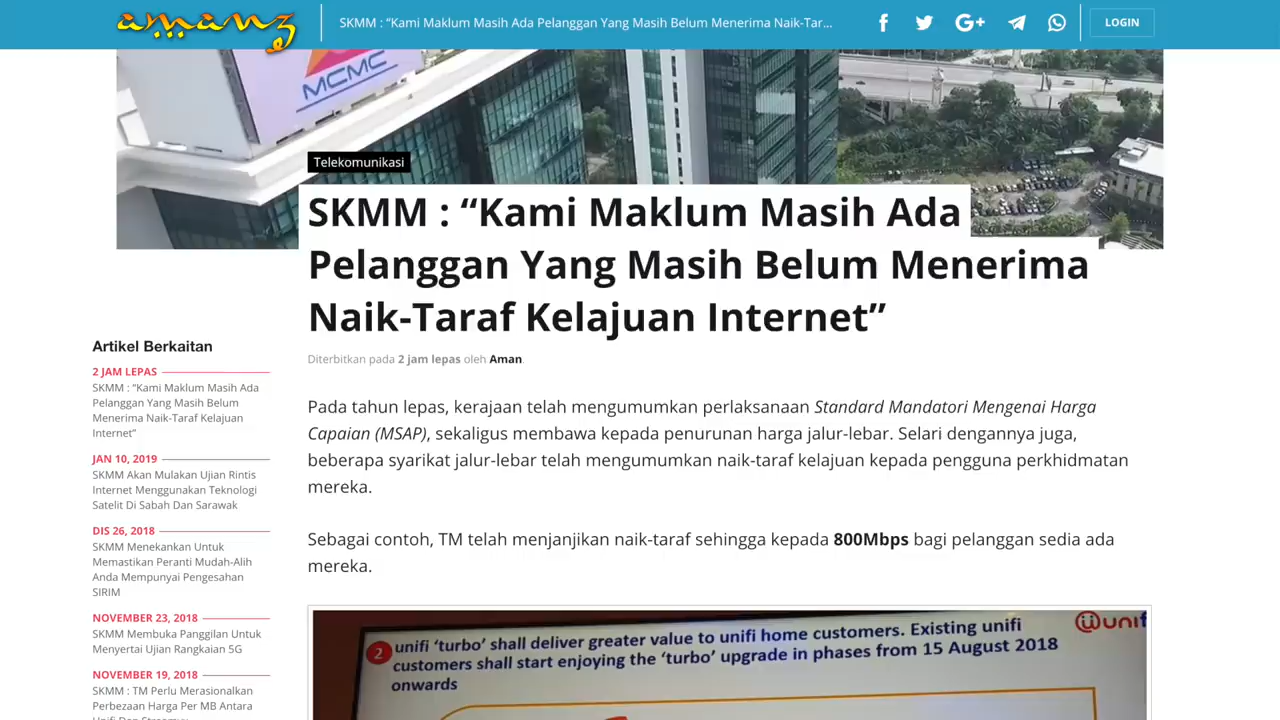 amanz
SKMM : “Kami Maklum Masih Ada Pelanggan Yang Masih Belum Menerima Naik-Tar...
LOGIN
MCMC
Telekomunikasi
SKMM : “Kami Maklum Masih Ada
Pelanggan Yang Masih Belum Menerima
Naik-Taraf Kelajuan Internet”
Diterbitkan pada 2 jam lepas oleh Aman.
Artikel Berkaitan
2 JAM LEPAS
SKMM : “Kami Maklum Masih Ada
Pelanggan Yang Masih Belum
Menerima Naik-Taraf Kelajuan
Internet”
JAN 10, 2019
SKMM Akan Mulakan Ujian Rintis
Internet Menggunakan Teknologi
Satelit Di Sabah Dan Sarawak
DIS 26, 2018
SKMM Menekankan Untuk
Memastikan Peranti Mudah-Alih
Anda Mempunyai Pengesahan
SIRIM
NOVEMBER 23, 2018
SKMM Membuka Panggilan Untuk
Menyertai Ujian Rangkaian 5G
NOVEMBER 19, 2018
SKMM : TM Perlu Merasionalkan
Perbezaan Harga Per MB Antara
Unifi Dan Streamyx
Pada tahun lepas, kerajaan telah mengumumkan perlaksanaan Standard Mandatori Mengenai Harga
Capaian (MSAP), sekaligus membawa kepada penurunan harga jalur-lebar. Selari dengannya juga,
beberapa syarikat jalur-lebar telah mengumumkan naik-taraf kelajuan kepada pengguna perkhidmatan
mereka.
Sebagai contoh, TM telah menjanjikan naik-taraf sehingga kepada 800Mbps bagi pelanggan sedia ada
mereka.
unif
2 unifi ‘turbo’ shall deliver greater value to unifi home customers. Existing unifi
customers shall start enjoying the ‘turbo’ upgrade in phases from 15 August 2018
onwards